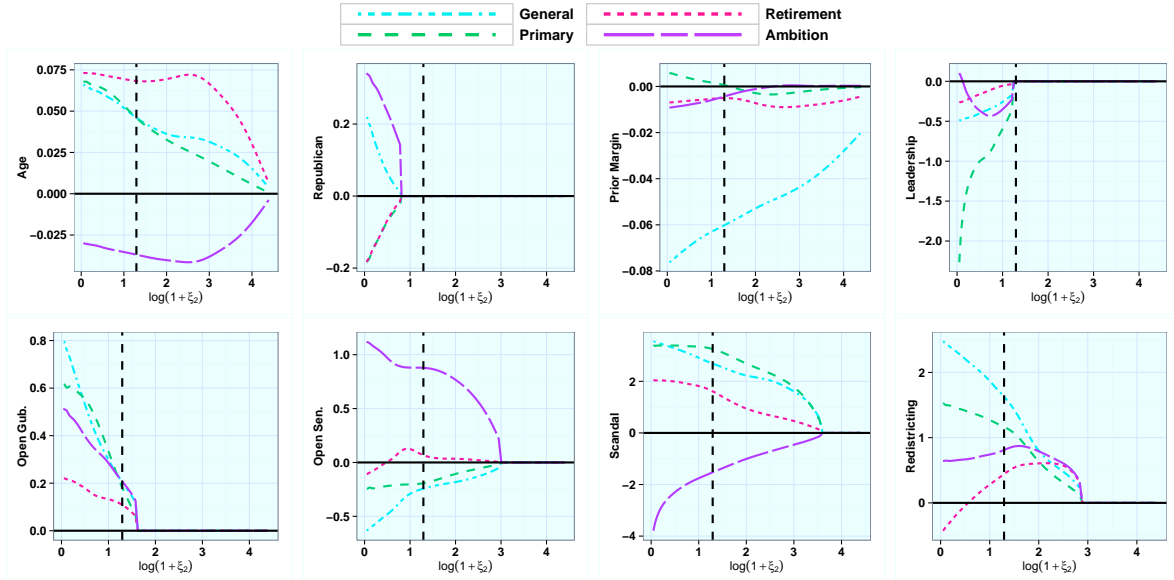 General
Retirement
Primary
Ambition
Age
0.075
0.050
0.025
0.000
−0.025
0 1 2 3 4
log(1+ξ₂)
Republican
0.2
0.0
−0.2
0 1 2 3 4
log(1+ξ₂)
Prior Margin
0.00
−0.02
−0.04
−0.06
−0.08
0 1 2 3 4
log(1+ξ₂)
Leadership
0.0
−0.5
−1.0
−1.5
−2.0
0 1 2 3 4
log(1+ξ₂)
Open Gub.
0.8
0.6
0.4
0.2
0.0
0 1 2 3 4
log(1+ξ₂)
Open Sen.
1.0
0.5
0.0
−0.5
0 1 2 3 4
log(1+ξ₂)
Scandal
2
0
−2
−4
0 1 2 3 4
log(1+ξ₂)
Redistricting
2
1
0
0 1 2 3 4
log(1+ξ₂)